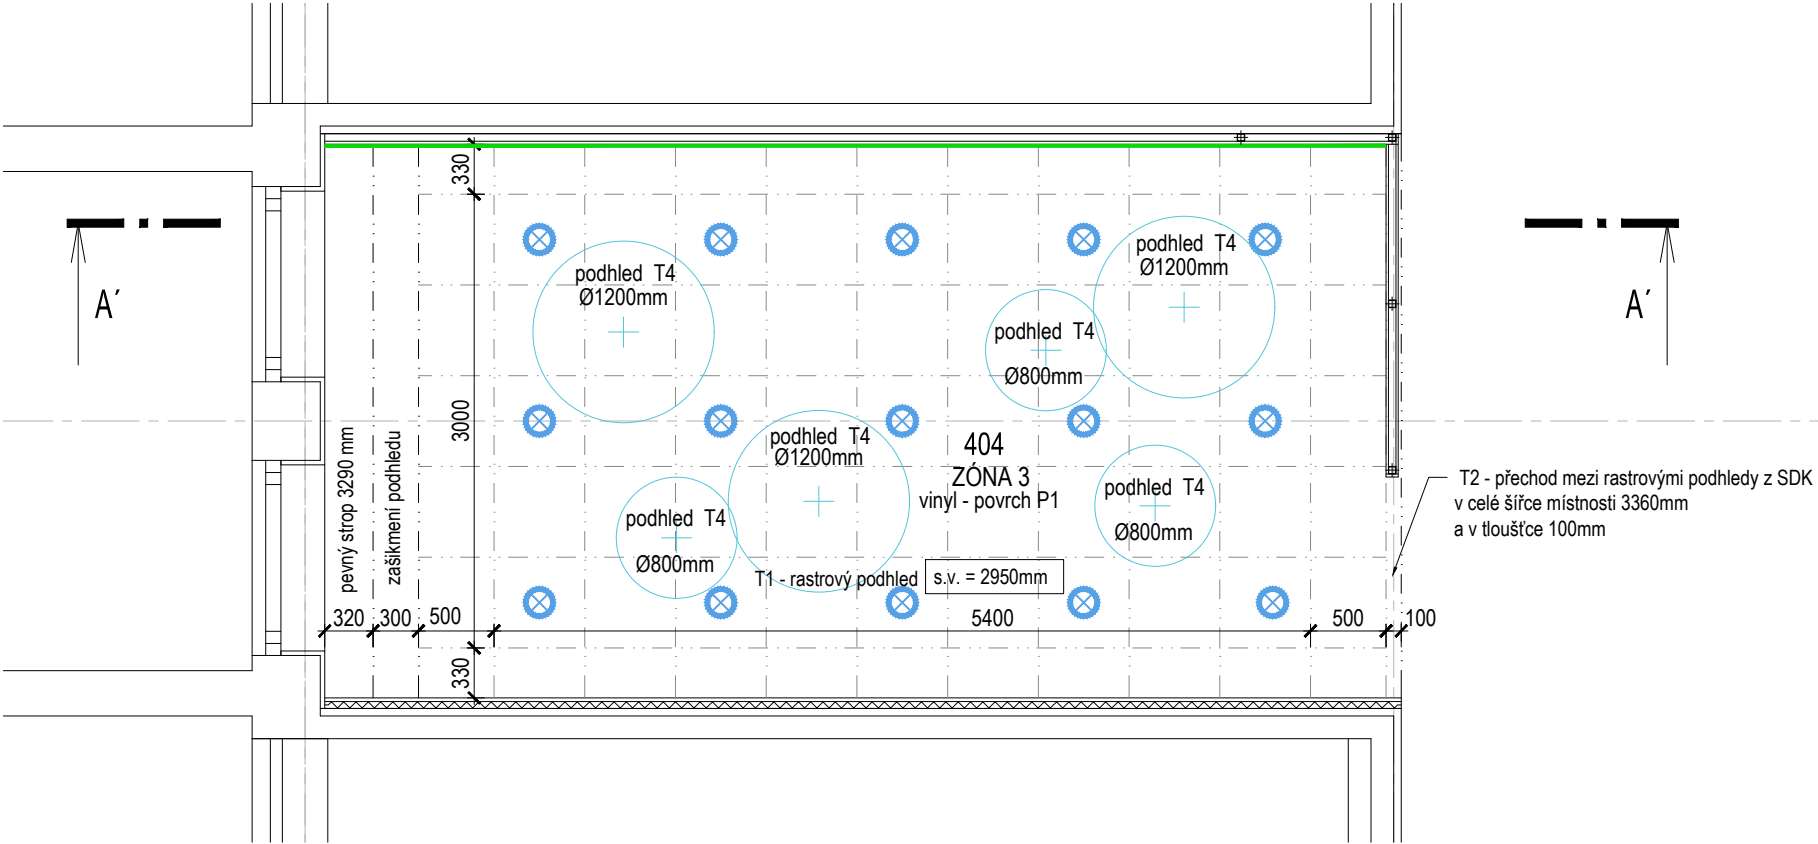 330
podhled T4
Ø1200mm
podhled T4
Ø1200mm
A´
A´
podhled T4
Ø800mm
3000
pevný strop 3290 mm
zašikmení podhledu
podhled T4
Ø1200mm
404
ZÓNA 3
vinyl - povrch P1
podhled T4
Ø800mm
podhled T4
Ø800mm
T2 - přechod mezi rastrovými podhledy z SDK
v celé šířce místnosti 3360mm
a v tloušťce 100mm
T1 - rastrový podhled
s.v. = 2950mm
320
300
500
5400
500
100
330